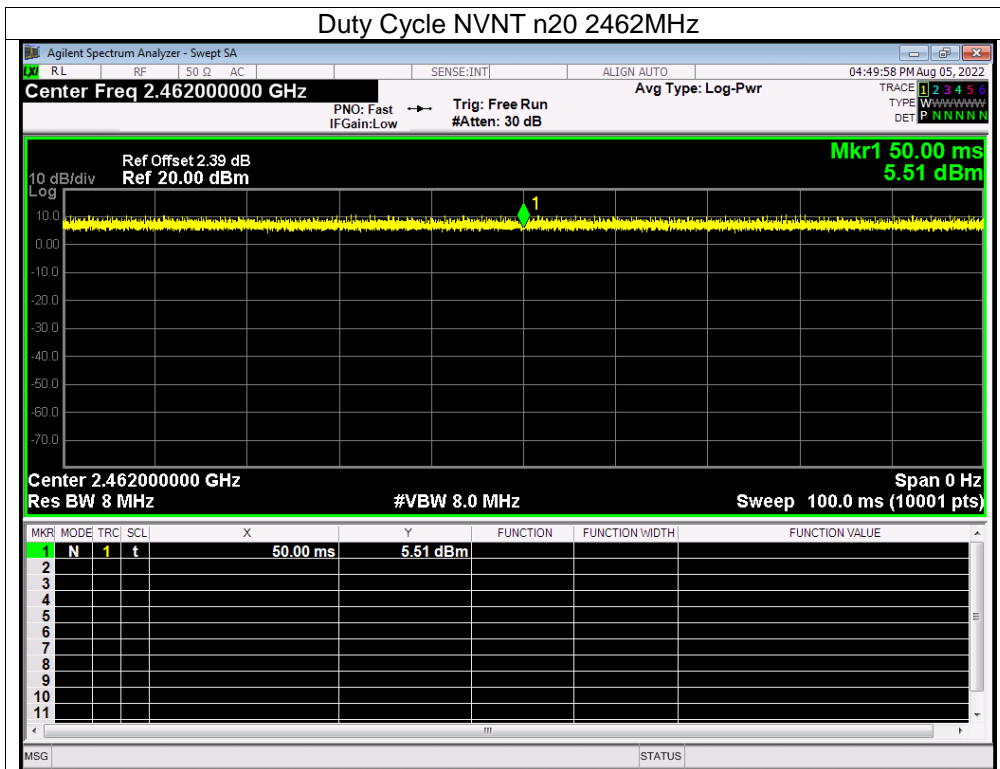 Duty Cycle NVNT n20 2462MHz
Agilent Spectrum Analyzer - Swept SA
LXI RL RF 50 Ω AC SENSE:INT ALIGN AUTO 04:49:58 PM Aug 05, 2022
Center Freq 2.462000000 GHz Avg Type: Log-Pwr TRACE 1 2 3 4 5 6
PNO: Fast Trig: Free Run TYPE WWWWWW
IFGain:Low #Atten: 30 dB DET P N N N N N
Mkr1 50.00 ms
5.51 dBm
Ref Offset 2.39 dB
10 dB/div Ref 20.00 dBm
Log
1
10.0
0.00
-10.0
-20.0
-30.0
-40.0
-50.0
-60.0
-70.0
Center 2.462000000 GHz Span 0 Hz
Res BW 8 MHz #VBW 8.0 MHz Sweep 100.0 ms (10001 pts)
MKR MODE TRC SCL X Y FUNCTION FUNCTION WIDTH FUNCTION VALUE
1 N 1 t 50.00 ms 5.51 dBm
2
3
4
5
6
7
8
9
10
11
MSG STATUS